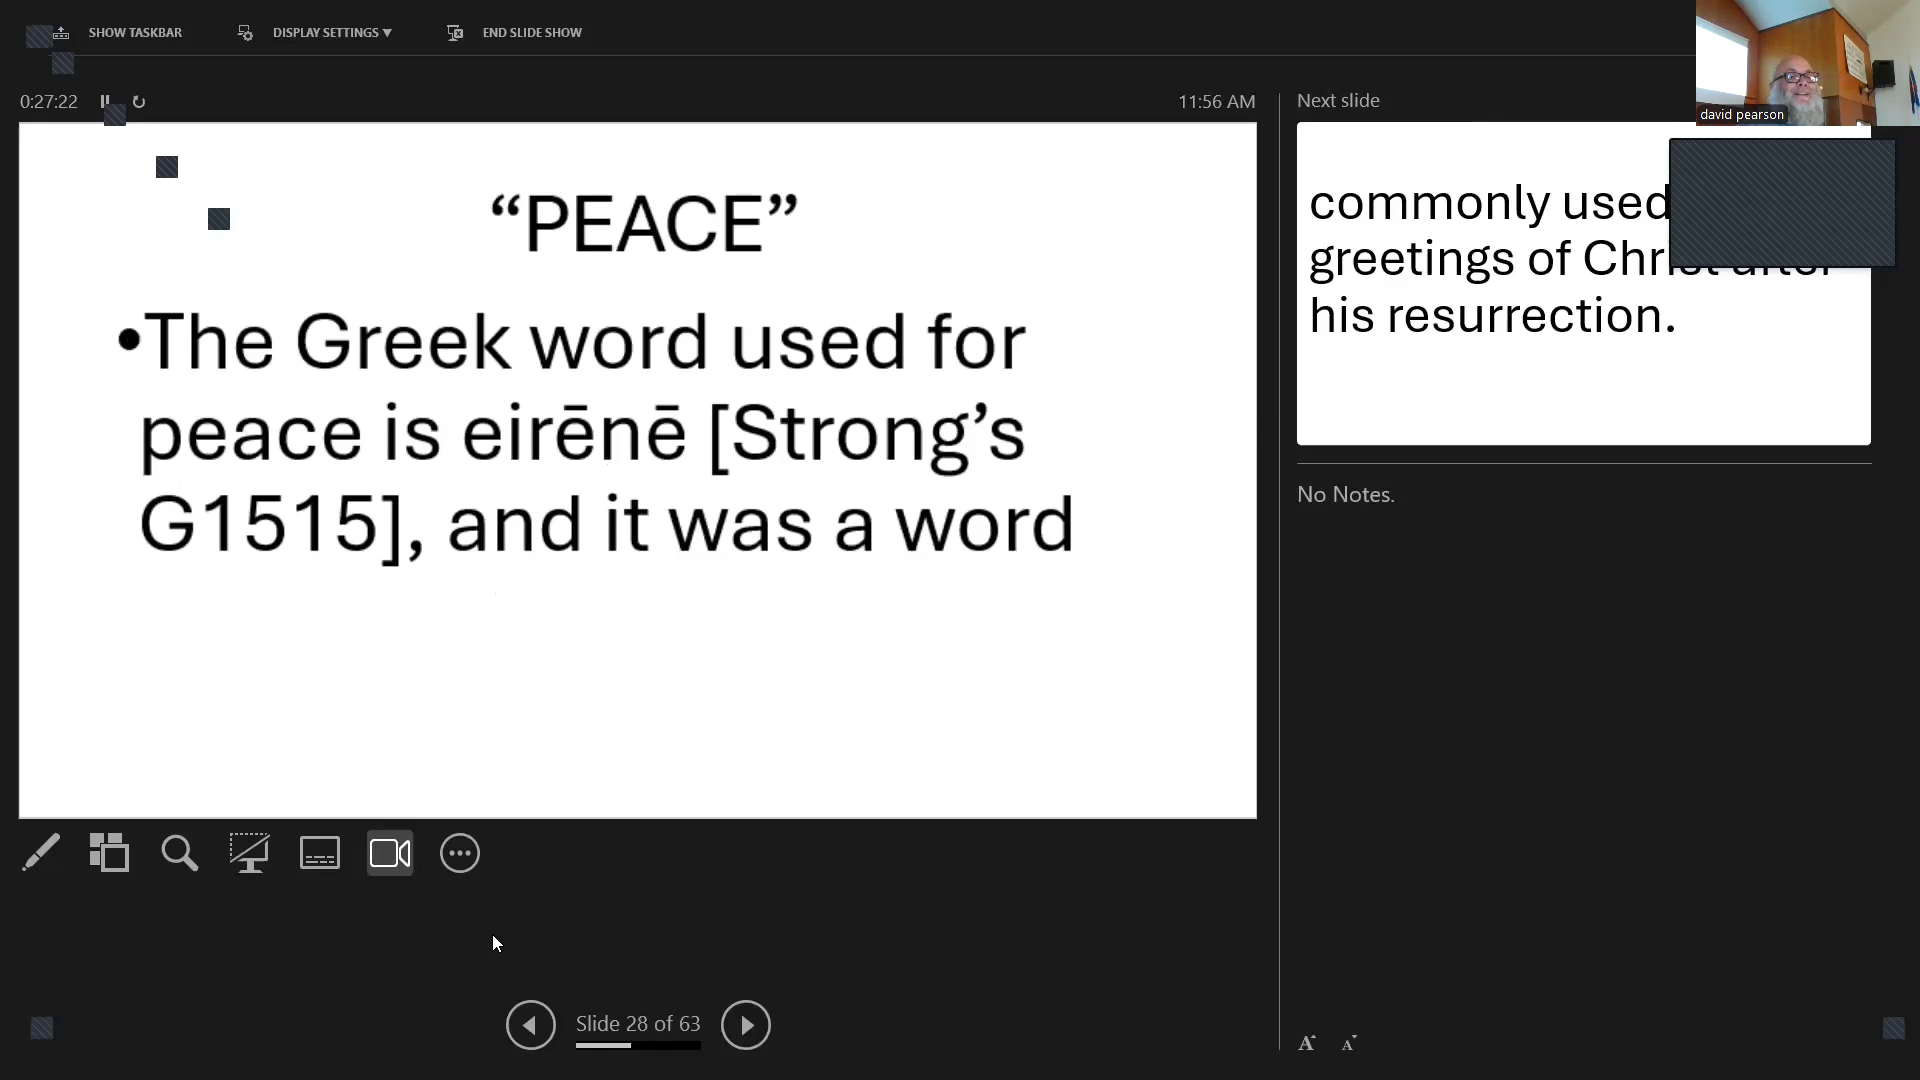 SHOW TASKBAR
DISPLAY SETTINGS ▼
END SLIDE SHOW
0:27:22
11:56 AM
“PEACE”
•The Greek word used for
peace is eirēnē [Strong’s
G1515], and it was a word
Slide 28 of 63
Next slide
david pearson
commonly used
greetings of Christ after
his resurrection.
No Notes.
A A